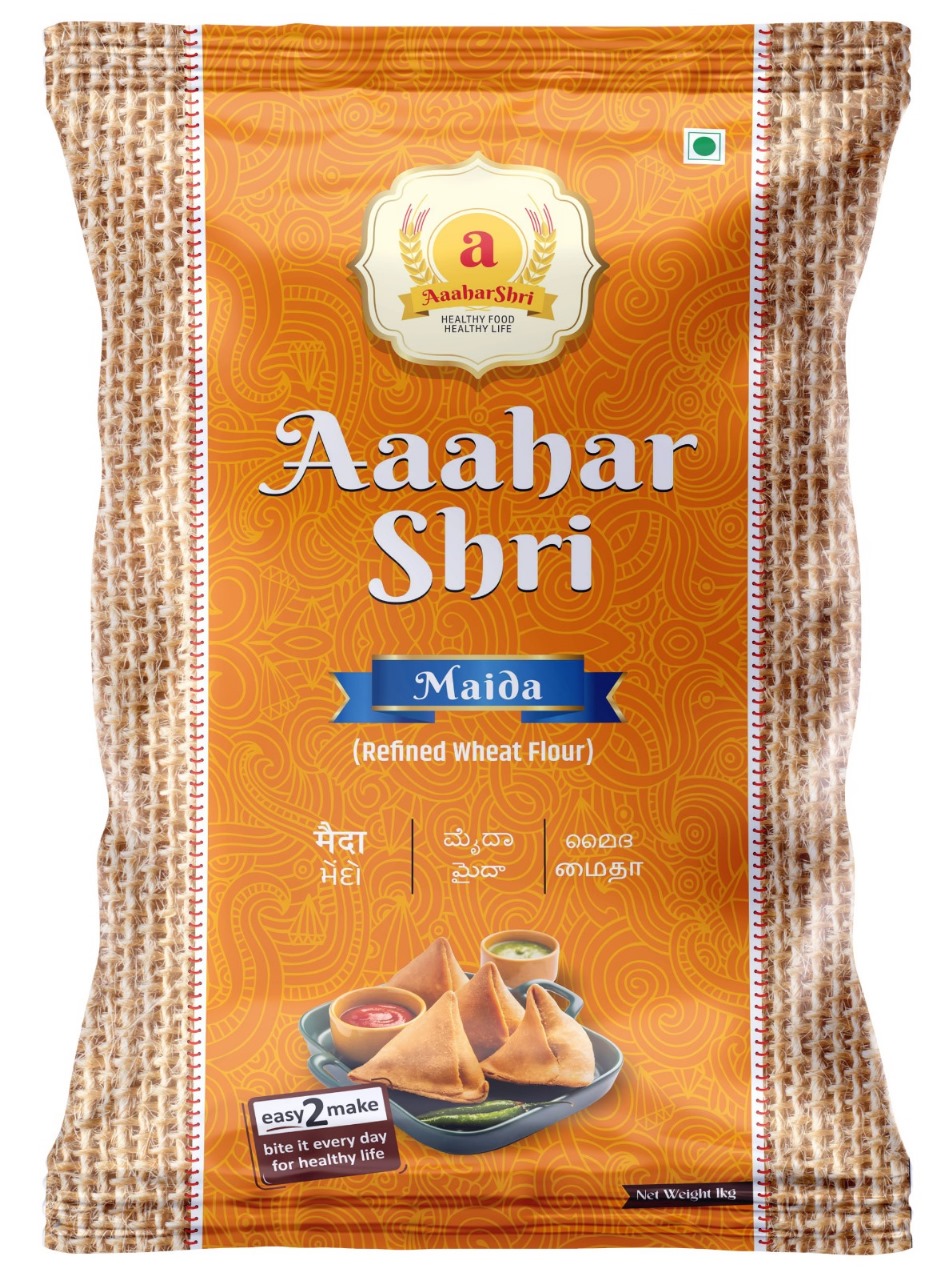 a
AaaharShri
HEALTHY FOOD
HEALTHY LIFE
Aaahar
Shri
Maida
(Refined Wheat Flour)
मैदा
મેંદો
ಮೈದಾ
మైదా
മൈദ
மைதா
easy2make
bite it every day
for healthy life
Net Weight 1kg